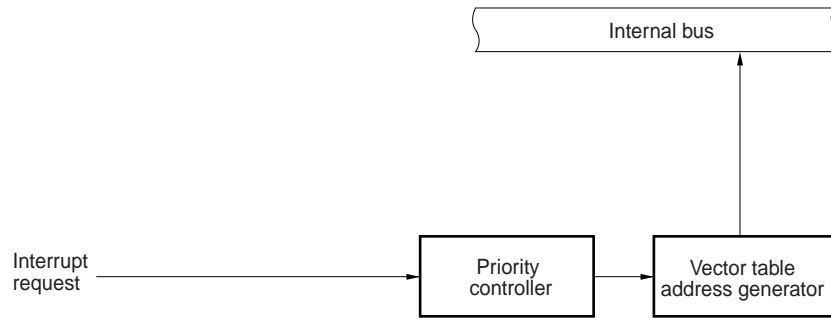 Internal bus
Interrupt
request
Priority
controller
Vector table
address generator